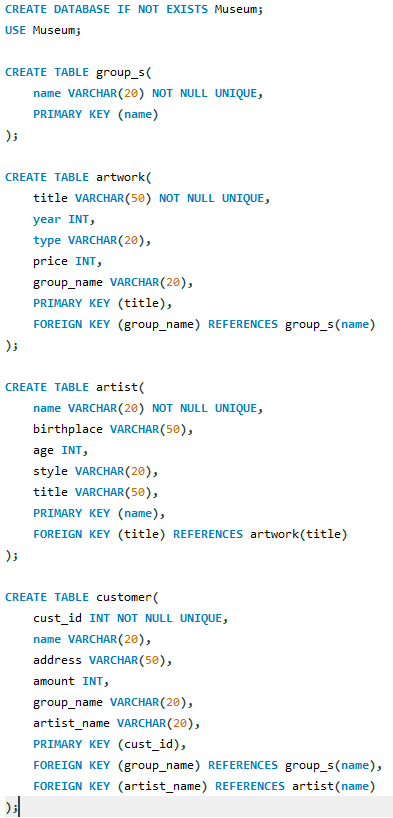 CREATE DATABASE IF NOT EXISTS Museum;
USE Museum;

CREATE TABLE group_s(
    name VARCHAR(20) NOT NULL UNIQUE,
    PRIMARY KEY (name)
);

CREATE TABLE artwork(
    title VARCHAR(50) NOT NULL UNIQUE,
    year INT,
    type VARCHAR(20),
    price INT,
    group_name VARCHAR(20),
    PRIMARY KEY (title),
    FOREIGN KEY (group_name) REFERENCES group_s(name)
);

CREATE TABLE artist(
    name VARCHAR(20) NOT NULL UNIQUE,
    birthplace VARCHAR(50),
    age INT,
    style VARCHAR(20),
    title VARCHAR(50),
    PRIMARY KEY (name),
    FOREIGN KEY (title) REFERENCES artwork(title)
);

CREATE TABLE customer(
    cust_id INT NOT NULL UNIQUE,
    name VARCHAR(20),
    address VARCHAR(50),
    amount INT,
    group_name VARCHAR(20),
    artist_name VARCHAR(20),
    PRIMARY KEY (cust_id),
    FOREIGN KEY (group_name) REFERENCES group_s(name),
    FOREIGN KEY (artist_name) REFERENCES artist(name)
);